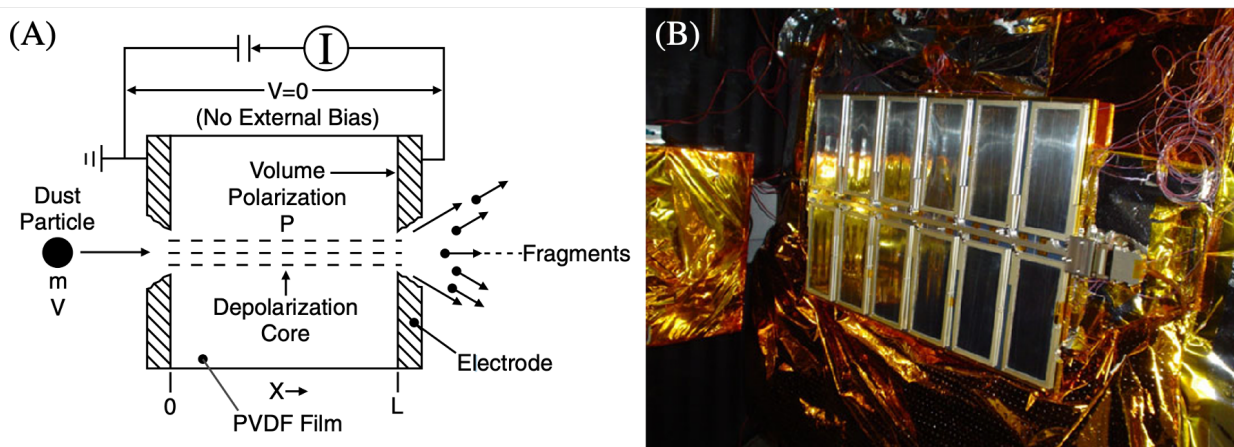 (A)
I
V=0
(No External Bias)
Volume
Polarization
P
Dust
Particle
m
V
Fragments
Depolarization
Core
Electrode
0
X
L
PVDF Film
(B)